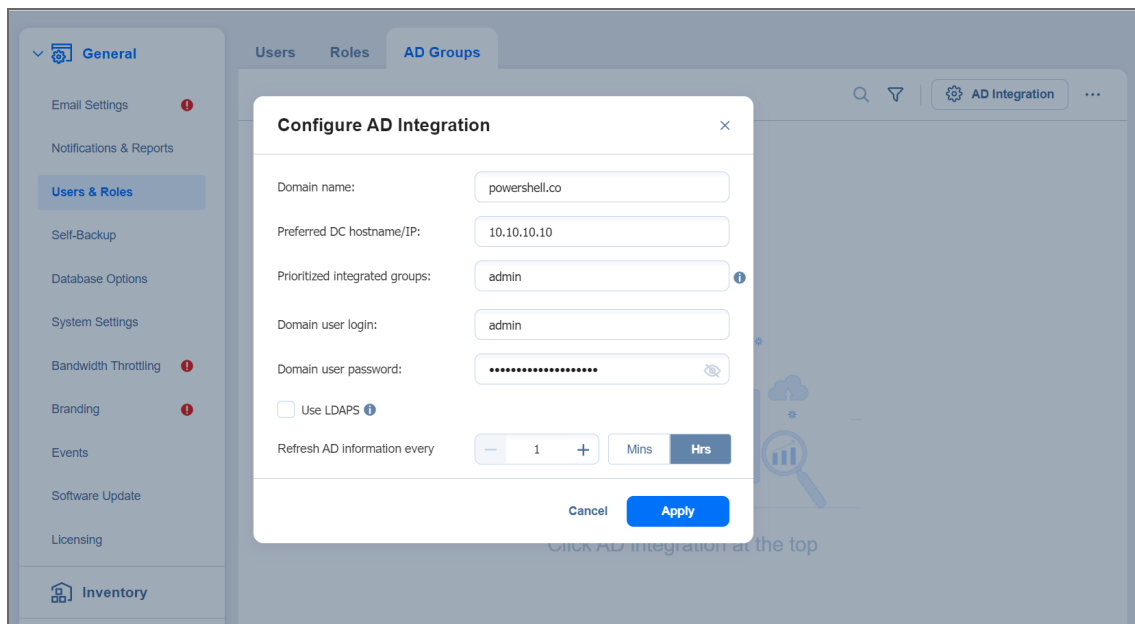 General
Email Settings
Notifications & Reports
Users & Roles
Self-Backup
Database Options
System Settings
Bandwidth Throttling
Branding
Events
Software Update
Licensing
Inventory
Users Roles AD Groups
AD Integration
Configure AD Integration
Domain name: powershell.co
Preferred DC hostname/IP: 10.10.10.10
Prioritized integrated groups: admin
Domain user login: admin
Domain user password: ••••••••••••••••••••
Use LDAPS
Refresh AD information every 1 Mins Hrs
Cancel Apply
Click AD Integration at the top